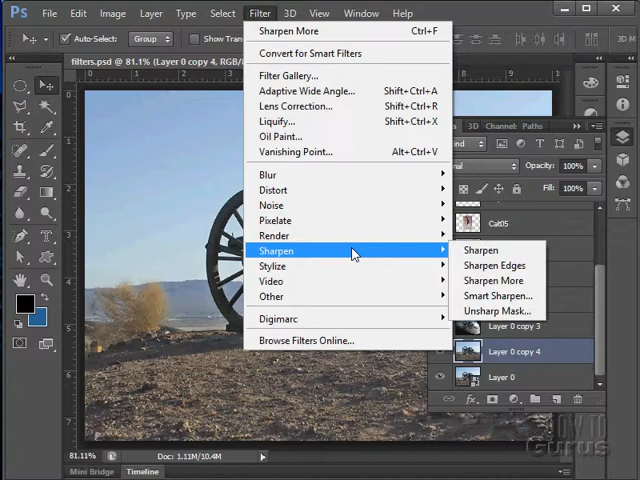 Ps File Edit Image Layer Type Select Filter 3D View Window Help
Auto-Select: Group Show Tran
3D M
filters.psd @ 81.1% (Layer 0 copy 4, RGB/8
Sharpen More Ctrl+F
Convert for Smart Filters
Filter Gallery...
Adaptive Wide Angle... Shift+Ctrl+A
Lens Correction... Shift+Ctrl+R
Liquify... Shift+Ctrl+X
Oil Paint...
Vanishing Point... Alt+Ctrl+V
Blur
Distort
Noise
Pixelate
Render
Sharpen
Stylize
Video
Other
Digimarc
Browse Filters Online...
Sharpen
Sharpen Edges
Sharpen More
Smart Sharpen...
Unsharp Mask...
Channels Paths
Opacity: 100%
Fill: 100%
Cat05
Layer 0 copy 3
Layer 0 copy 4
Layer 0
fx
81.11% Doc: 1.11M/10.4M
Mini Bridge Timeline
HOW TO
Gurus